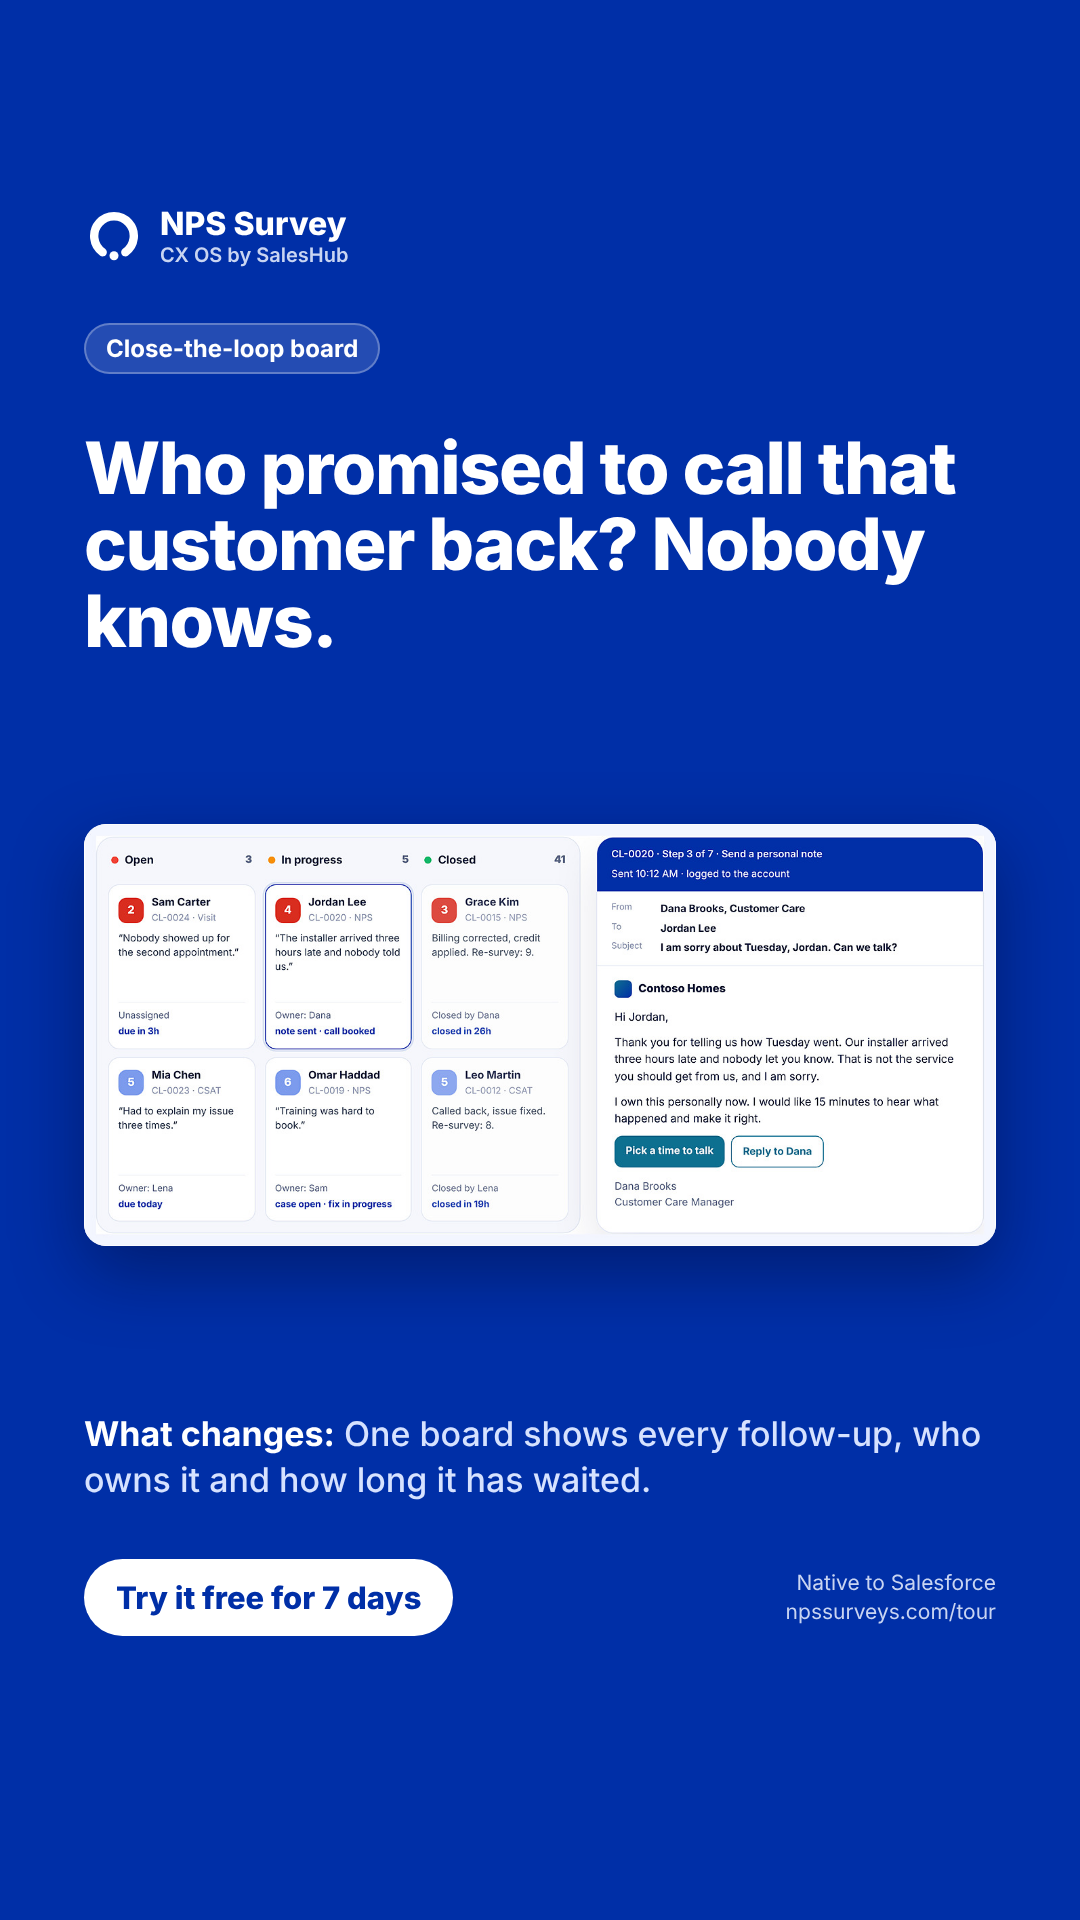 NPS Survey
CX OS by SalesHub
Close-the-loop board
Who promised to call that
customer back? Nobody
knows.
Open 3
2
Sam Carter
CL-0024 · Visit
"Nobody showed up for
the second appointment."
Unassigned
due in 3h
5
Mia Chen
CL-0023 · CSAT
"Had to explain my issue
three times."
Owner: Lena
due today
In progress 5
4
Jordan Lee
CL-0020 · NPS
"The installer arrived three
hours late and nobody told
us."
Owner: Dana
note sent · call booked
6
Omar Haddad
CL-0019 · NPS
"Training was hard to
book."
Owner: Sam
case open · fix in progress
Closed 41
3
Grace Kim
CL-0015 · NPS
Billing corrected, credit
applied. Re-survey: 9.
Closed by Dana
closed in 26h
5
Leo Martin
CL-0012 · CSAT
Called back, issue fixed.
Re-survey: 8.
Closed by Lena
closed in 19h
CL-0020 · Step 3 of 7 · Send a personal note
Sent 10:12 AM · logged to the account
From Dana Brooks, Customer Care
To Jordan Lee
Subject I am sorry about Tuesday, Jordan. Can we talk?
Contoso Homes
Hi Jordan,
Thank you for telling us how Tuesday went. Our installer arrived
three hours late and nobody let you know. That is not the service
you should get from us, and I am sorry.
I own this personally now. I would like 15 minutes to hear what
happened and make it right.
Pick a time to talk
Reply to Dana
Dana Brooks
Customer Care Manager
What changes: One board shows every follow-up, who
owns it and how long it has waited.
Try it free for 7 days
Native to Salesforce
npssurveys.com/tour